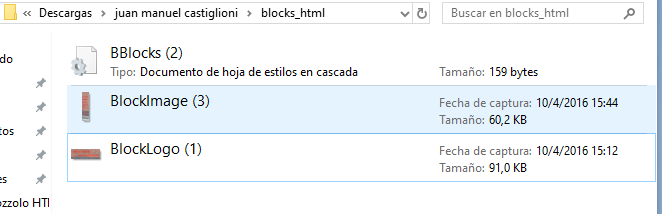 « Descargas › juan manuel castiglioni › blocks_html
Buscar en blocks_html
BBlocks (2)
Tipo: Documento de hoja de estilos en cascada
Tamaño: 159 bytes
BlockImage (3)
Fecha de captura: 10/4/2016 15:44
Tamaño: 60,2 KB
BlockLogo (1)
Fecha de captura: 10/4/2016 15:12
Tamaño: 91,0 KB
do
tos
es
ozzolo HTI